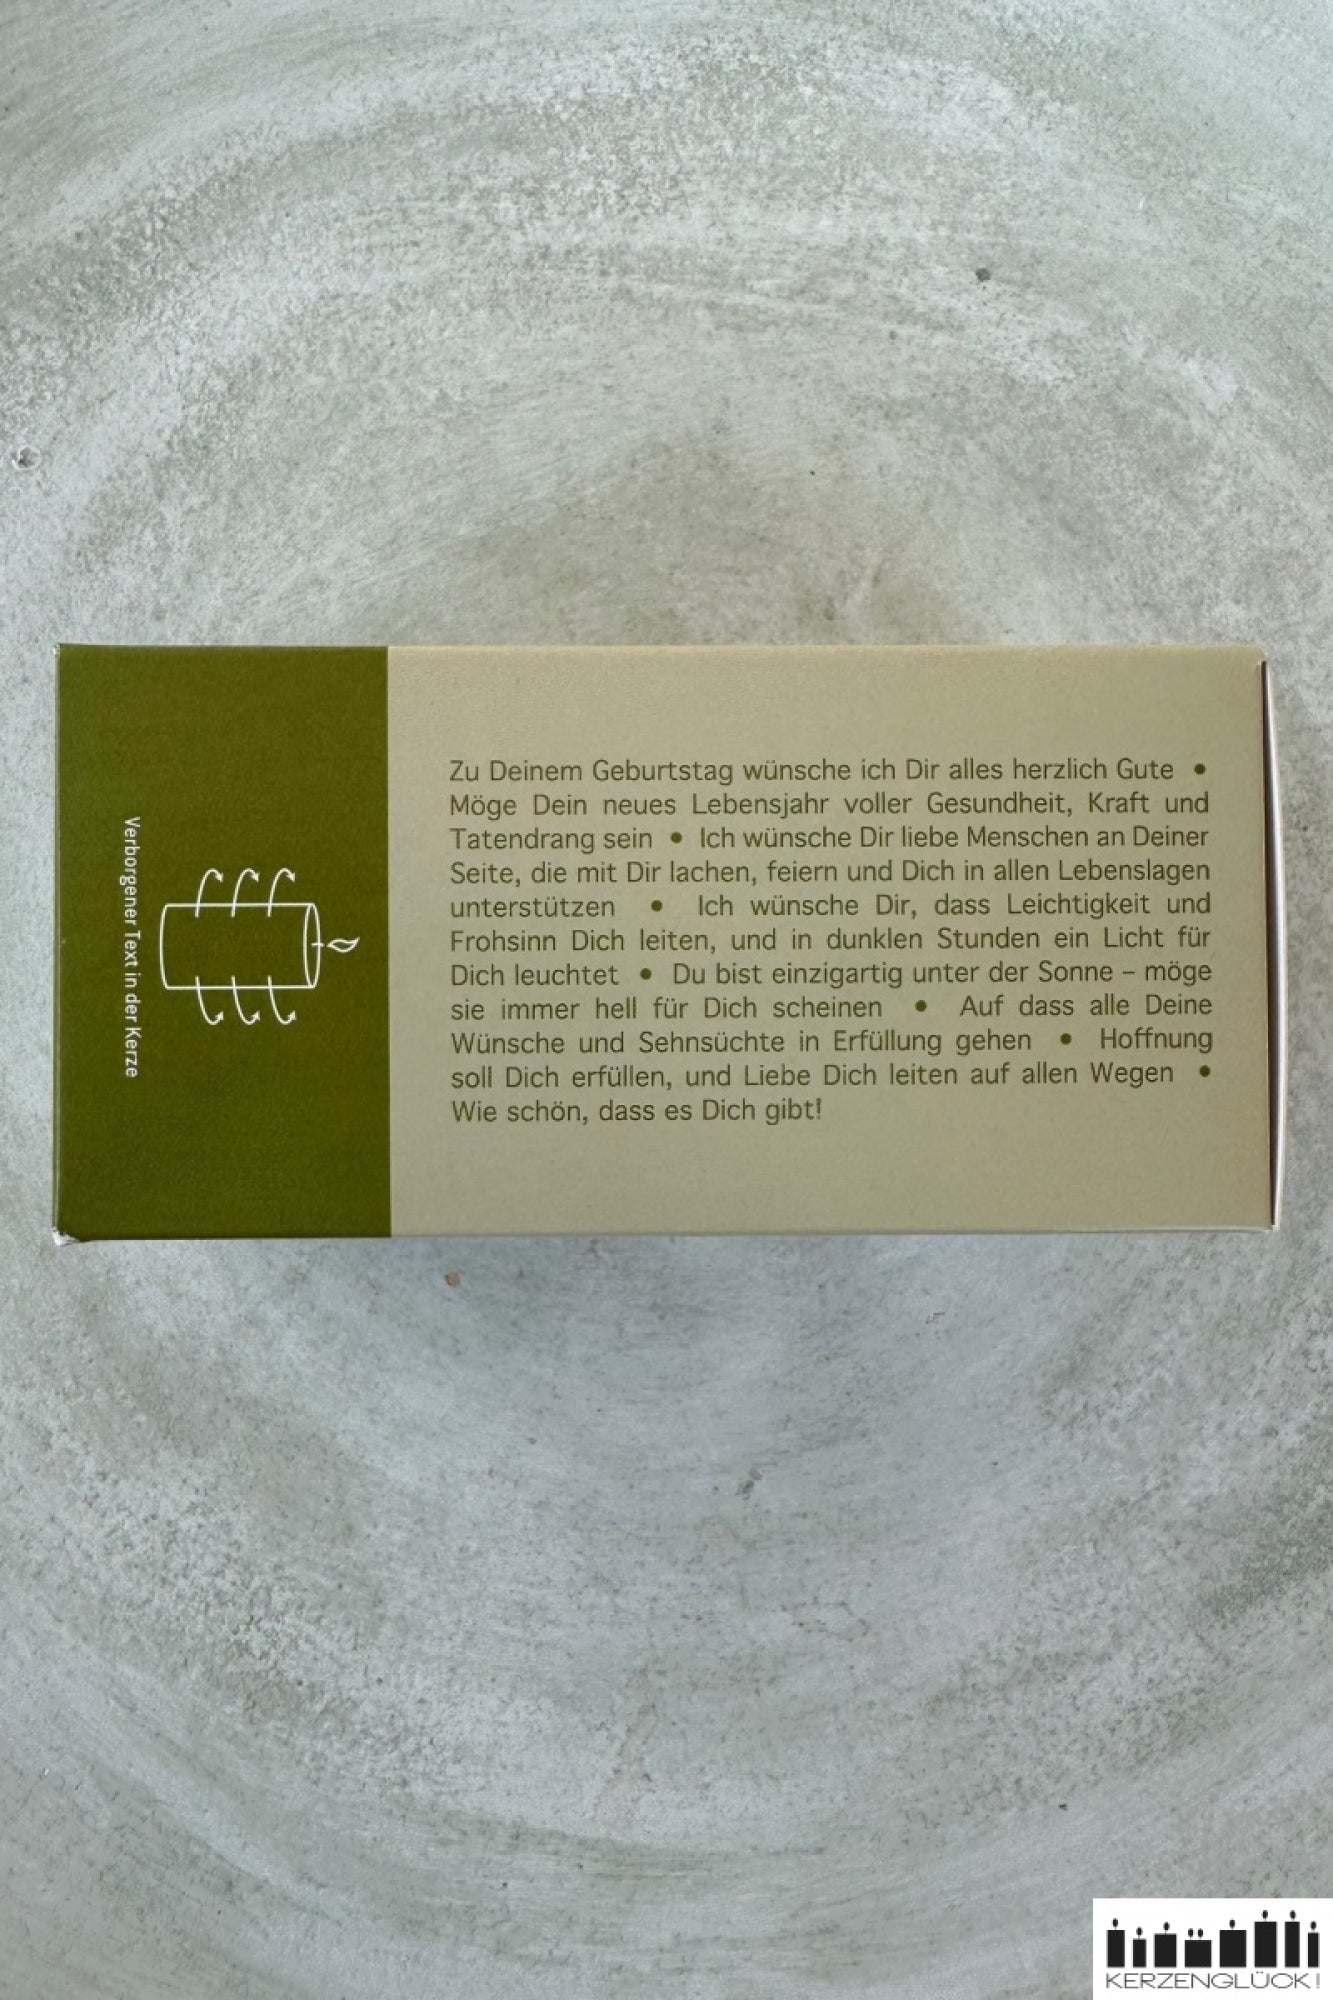 Verborgener Text in der Kerze
Zu Deinem Geburtstag wünsche ich Dir alles herzlich Gute •
Möge Dein neues Lebensjahr voller Gesundheit, Kraft und
Tatendrang sein • Ich wünsche Dir liebe Menschen an Deiner
Seite, die mit Dir lachen, feiern und Dich in allen Lebenslagen
unterstützen • Ich wünsche Dir, dass Leichtigkeit und
Frohsinn Dich leiten, und in dunklen Stunden ein Licht für
Dich leuchtet • Du bist einzigartig unter der Sonne – möge
sie immer hell für Dich scheinen • Auf dass alle Deine
Wünsche und Sehnsüchte in Erfüllung gehen • Hoffnung
soll Dich erfüllen, und Liebe Dich leiten auf allen Wegen •
Wie schön, dass es Dich gibt!
KERZENGLÜCK!